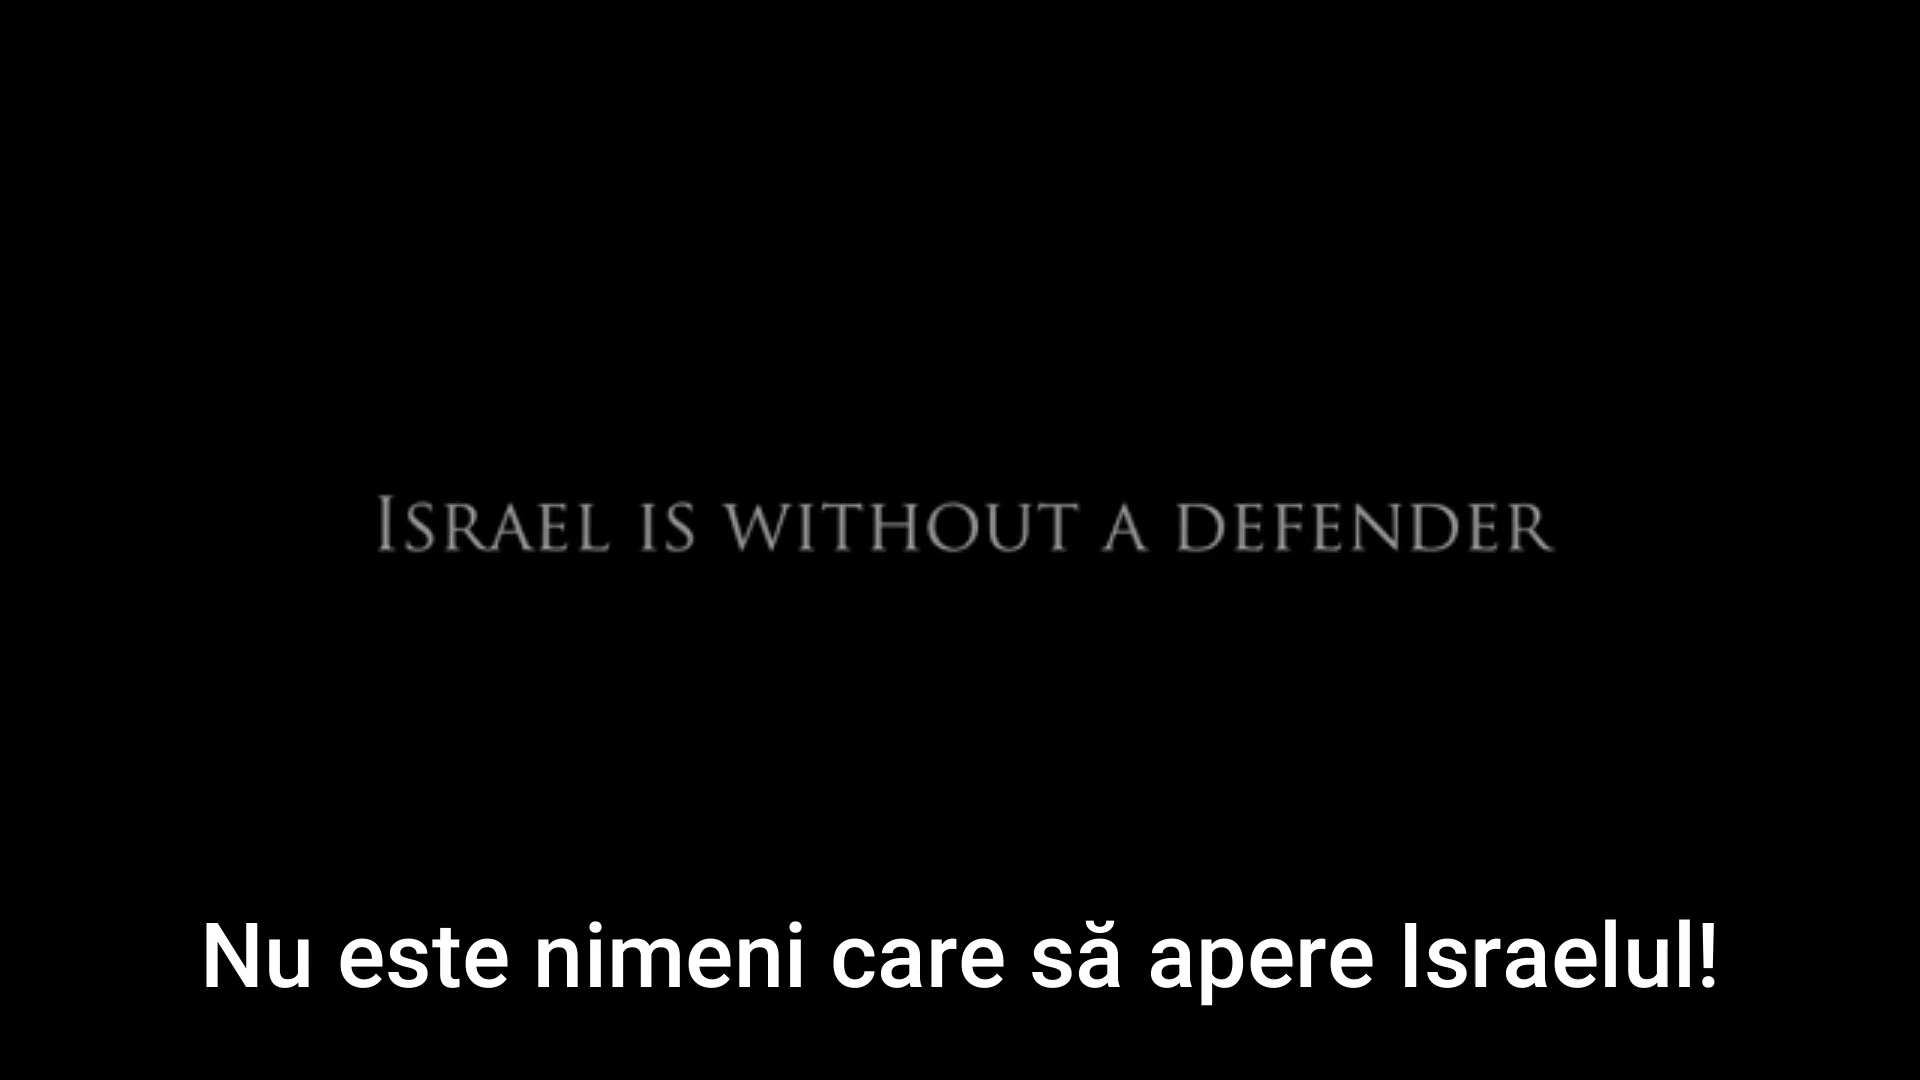 Israel is without a defender
Nu este nimeni care să apere Israelul!